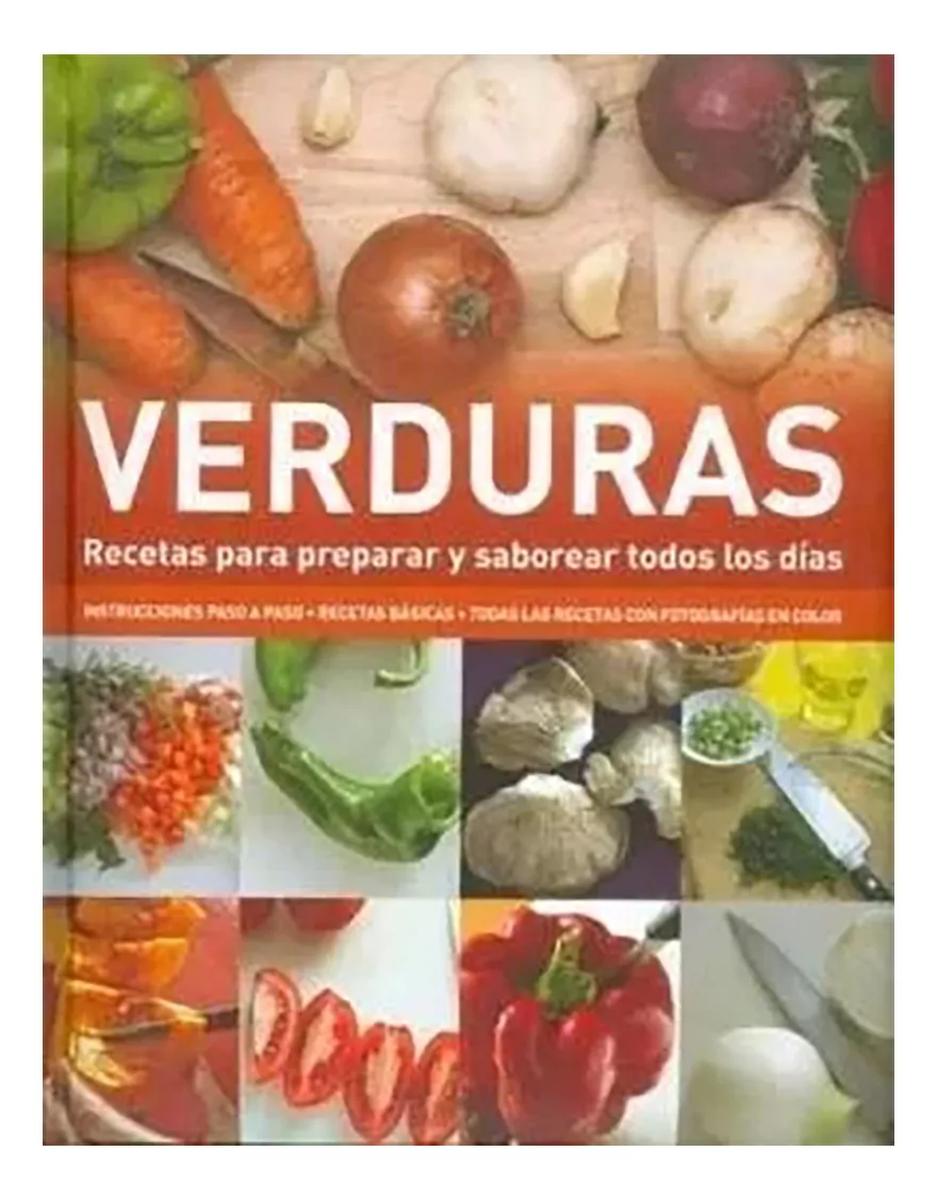 VERDURAS
Recetas para preparar y saborear todos los días
INSTRUCCIONES PASO A PASO • RECETAS BÁSICAS • TODAS LAS RECETAS CON FOTOGRAFÍAS EN COLOR